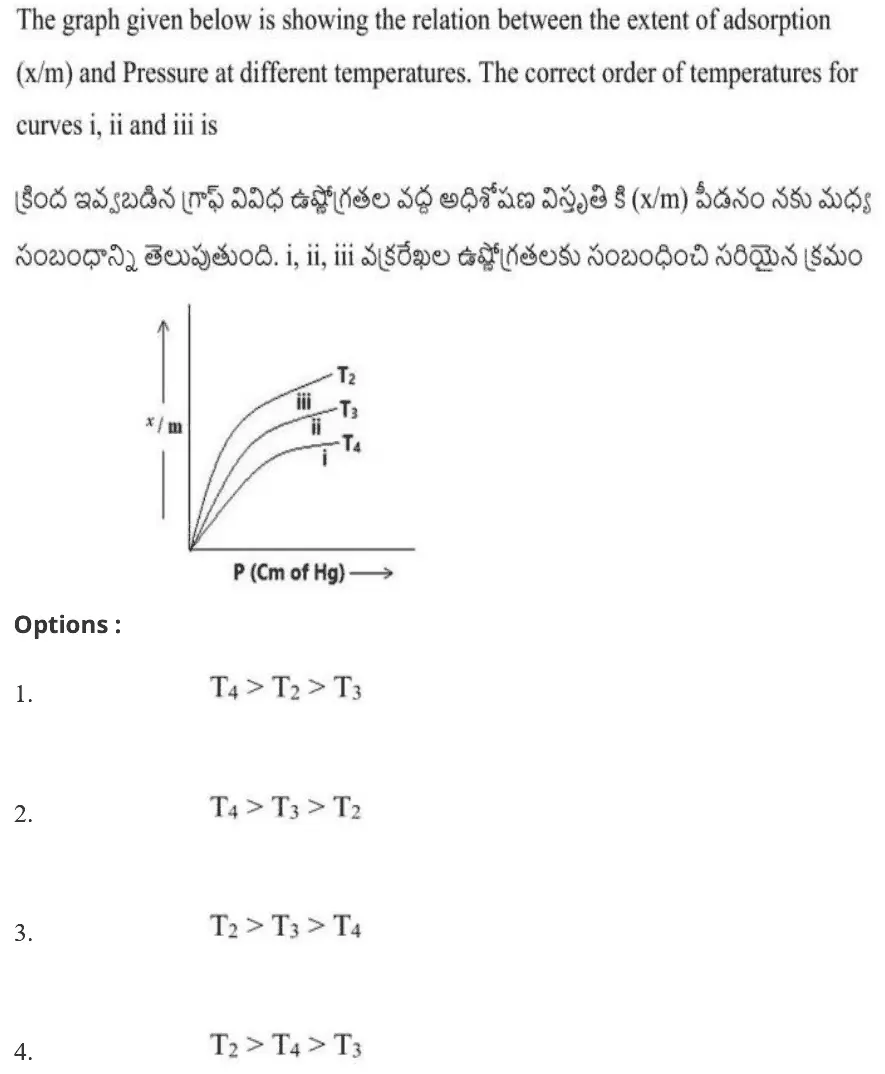 The graph given below is showing the relation between the extent of adsorption
(x/m) and Pressure at different temperatures. The correct order of temperatures for
curves i, ii and iii is
క్రింద ఇవ్వబడిన గ్రాఫ్ వివిధ ఉష్ణోగ్రతల వద్ద అధిశోషణ విస్తృతి కి (x/m) పీడనం నకు మధ్య
సంబంధాన్ని తెలుపుతుంది. i, ii, iii వక్రరేఖల ఉష్ణోగ్రతలకు సంబంధించి సరియైన క్రమం
T₂
iii
T₃
x/m
ii
T₄
i
P (Cm of Hg)
Options :
1. T₄ > T₂ > T₃
2. T₄ > T₃ > T₂
3. T₂ > T₃ > T₄
4. T₂ > T₄ > T₃